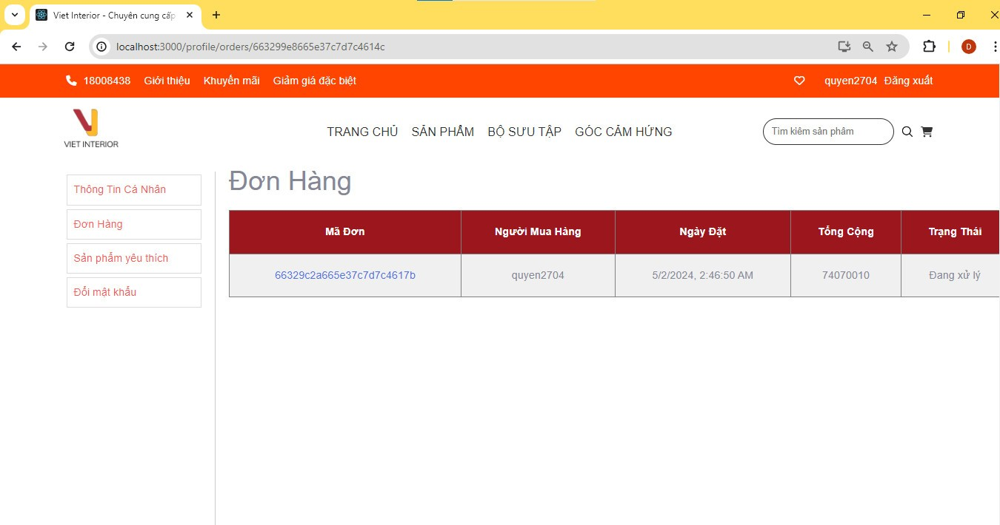 Viet Interior - Chuyên cung cấp
localhost:3000/profile/orders/663299e8665e37c7d7c4614c
D
18008438 Giới thiệu Khuyến mãi Giảm giá đặc biệt quyen2704 Đăng xuất
VIET INTERIOR
TRANG CHỦ SẢN PHẨM BỘ SƯU TẬP GÓC CẢM HỨNG
Tìm kiếm sản phẩm
Thông Tin Cá Nhân
Đơn Hàng
Sản phẩm yêu thích
Đổi mật khẩu
Đơn Hàng
Mã Đơn Người Mua Hàng Ngày Đặt Tổng Cộng Trạng Thái
66329c2a665e37c7d7c4617b quyen2704 5/2/2024, 2:46:50 AM 74070010 Đang xử lý